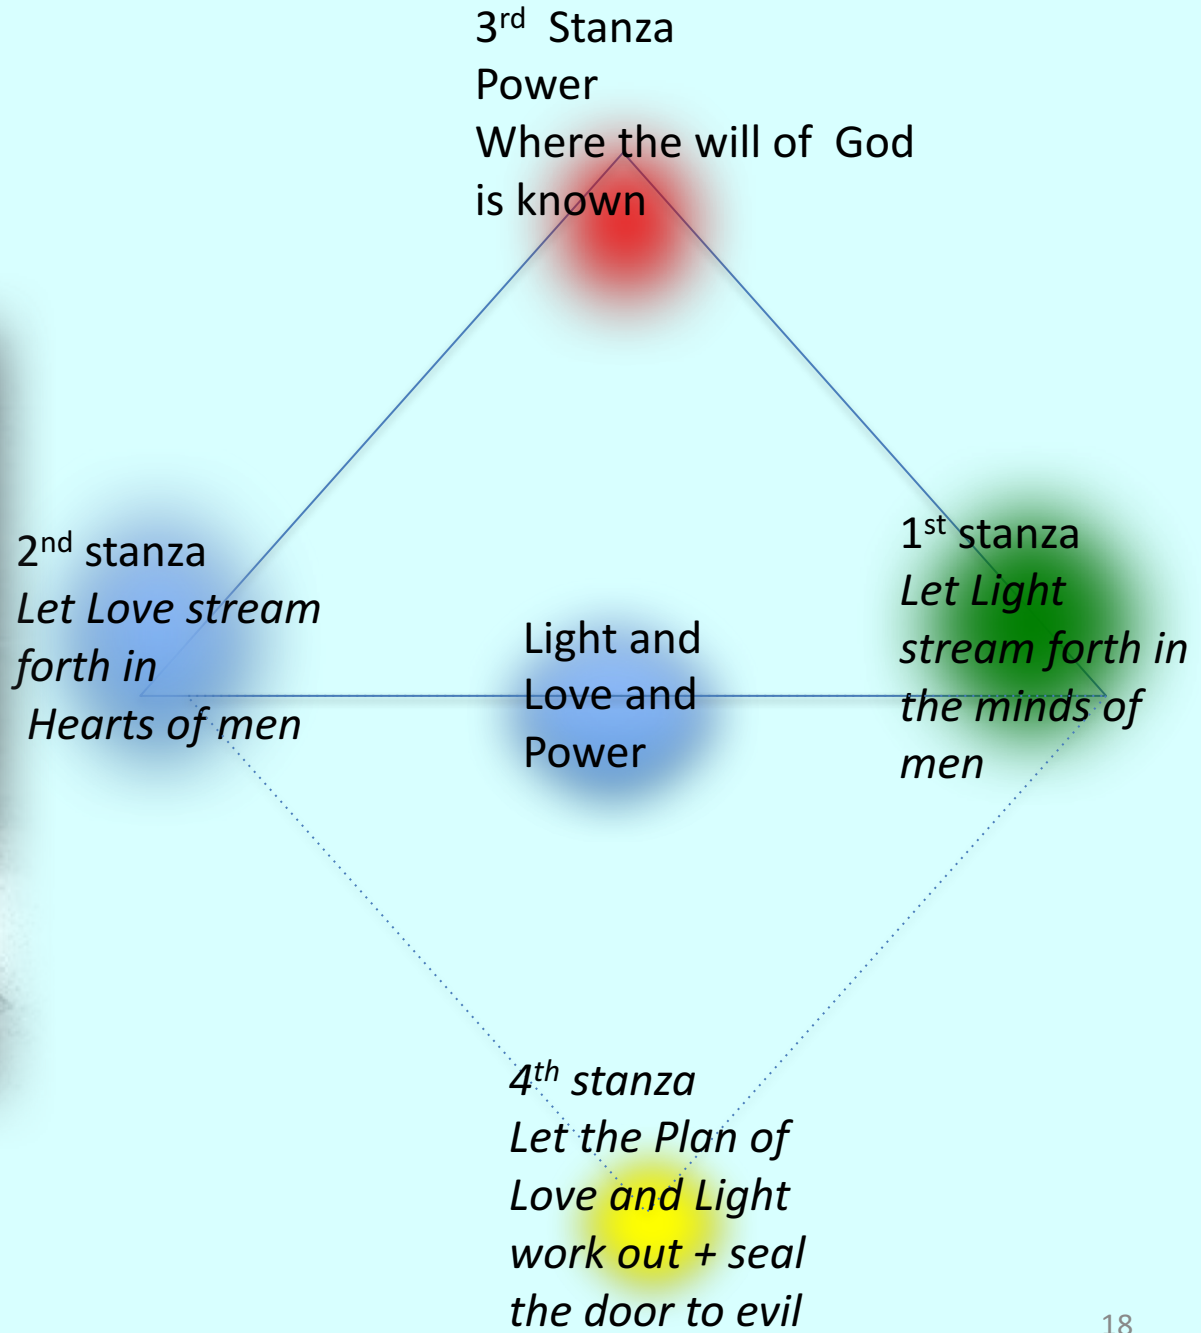 3rd Stanza
Power
Where the will of God
is known
2nd stanza
Let Love stream
forth in
Hearts of men
Light and
Love and
Power
1st stanza
Let Light
stream forth in
the minds of
men
4th stanza
Let the Plan of
Love and Light
work out + seal
the door to evil
18